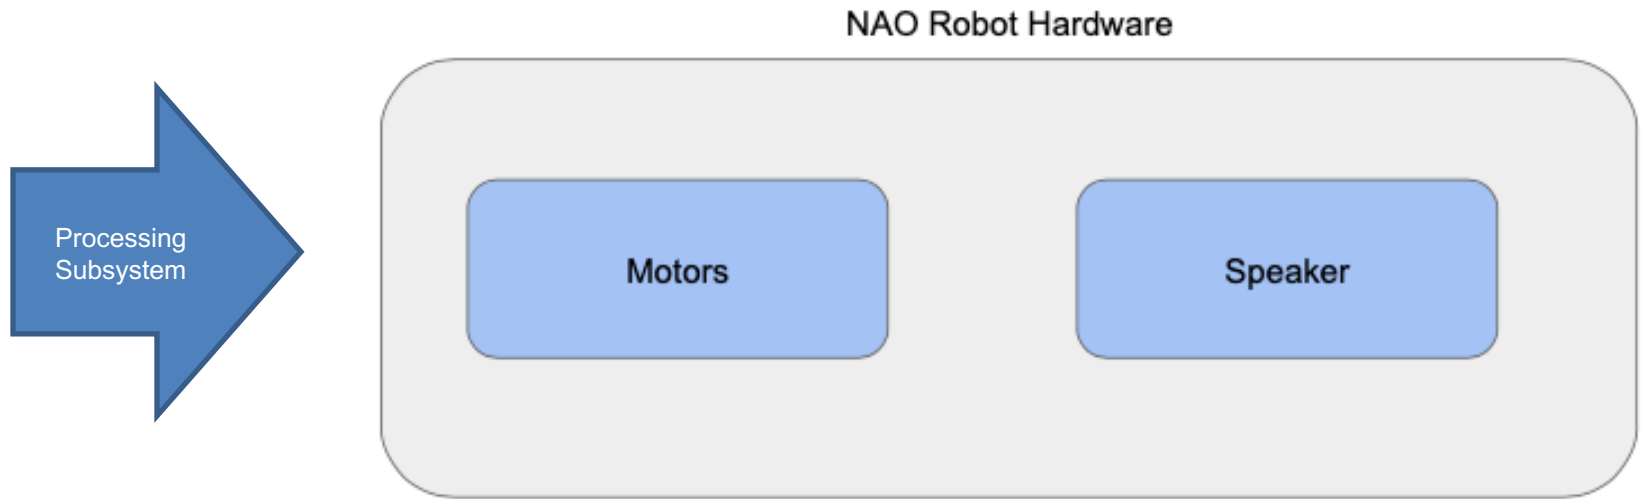 NAO Robot Hardware
Processing
Subsystem
Motors
Speaker